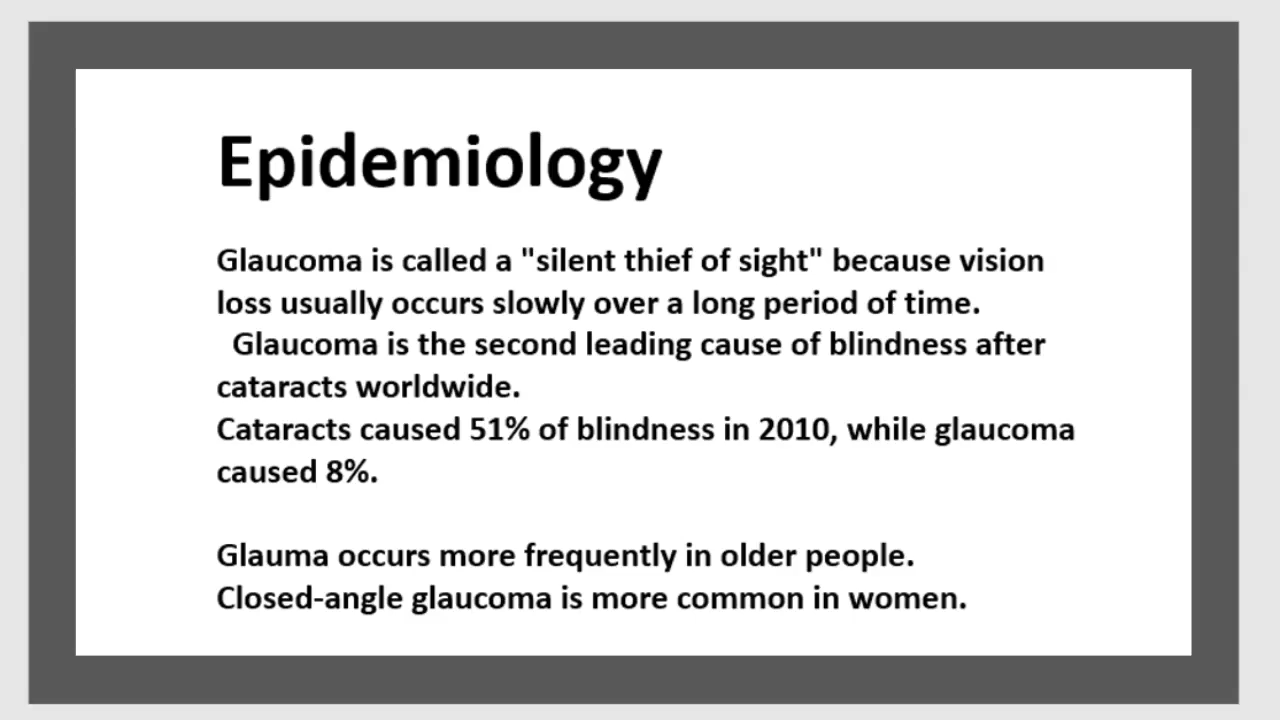 Epidemiology
Glaucoma is called a "silent thief of sight" because vision
loss usually occurs slowly over a long period of time.
Glaucoma is the second leading cause of blindness after
cataracts worldwide.
Cataracts caused 51% of blindness in 2010, while glaucoma
caused 8%.
Glauma occurs more frequently in older people.
Closed-angle glaucoma is more common in women.